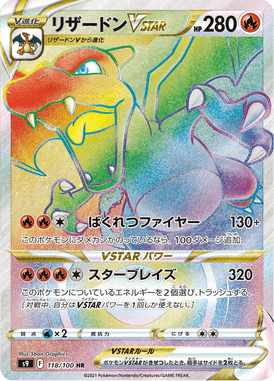 V進化
リザードンVSTAR HP280
リザードンVから進化
ばくれつファイヤー 130+
このポケモンにダメカンがのっているなら、100ダメージ追加。
VSTARパワー
スターブレイズ 320
このポケモンについているエネルギーを2個選び、トラッシュする。
[対戦中、自分はVSTARパワーを1回しか使えない。]
弱点 ×2 抵抗力 にげる
Illus. 5ban Graphics
VSTARルール
S9 F 118/100 HR
ポケモンVSTARがきぜつしたとき、相手はサイドを2枚とる。
©2021 Pokémon/Nintendo/Creatures/GAME FREAK.